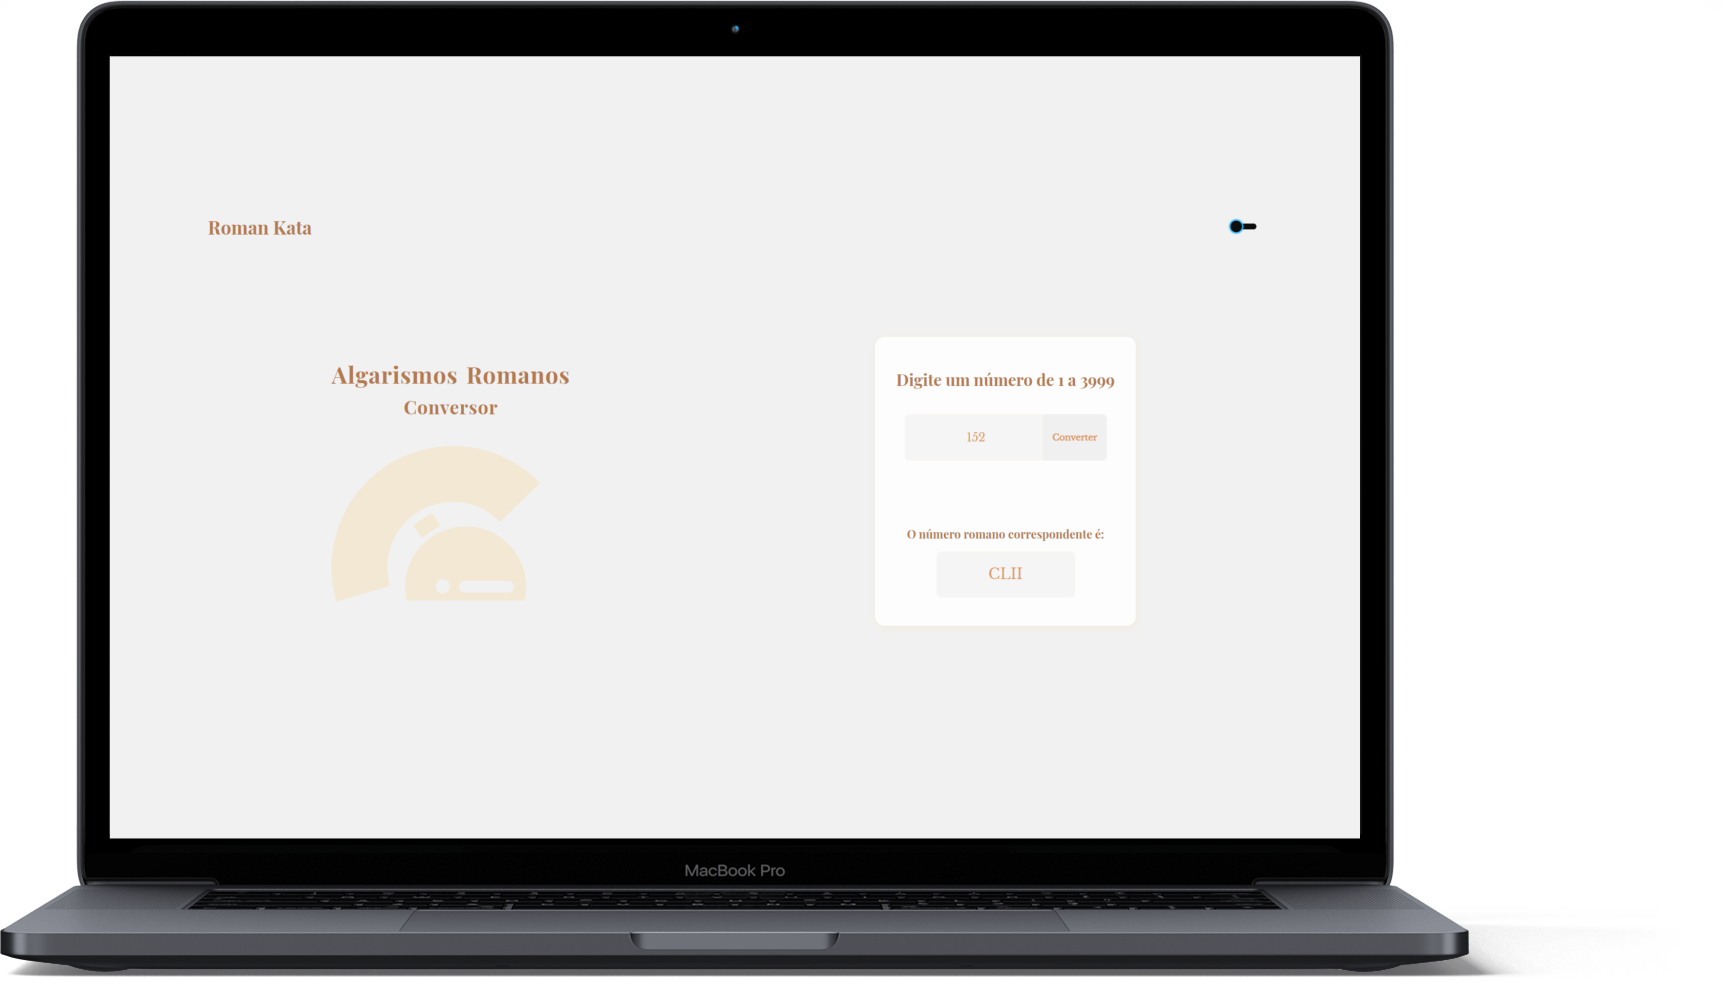 Roman Kata
Algarismos Romanos
Conversor
Digite um número de 1 a 3999
152
Converter
O número romano correspondente é:
CLII
MacBook Pro